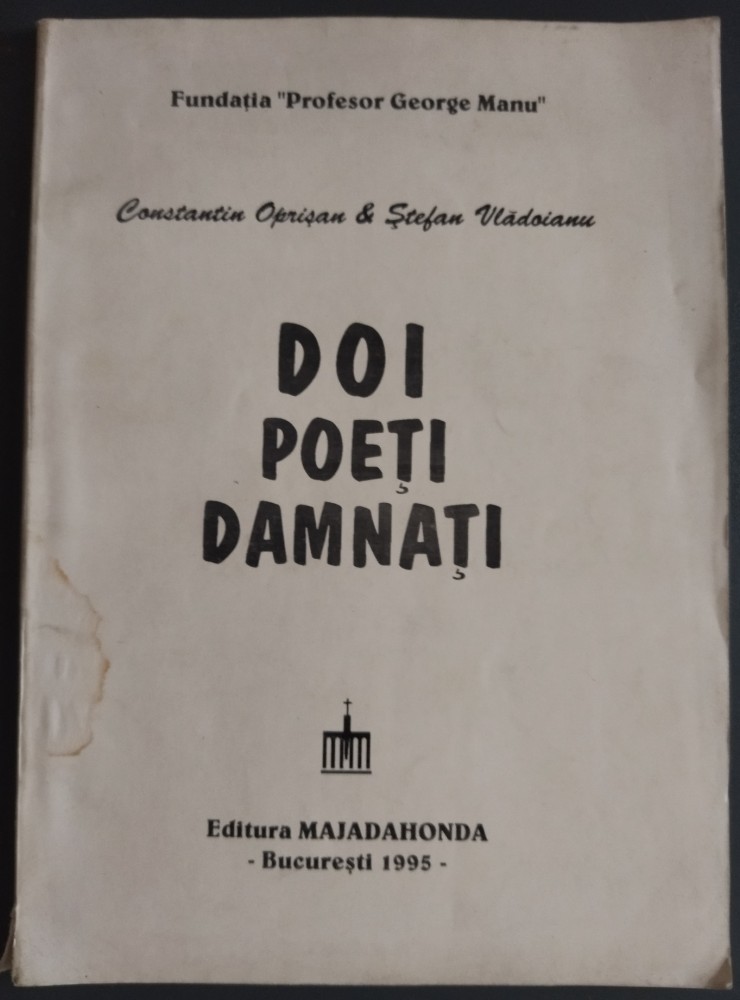 Fundația "Profesor George Manu"
Constantin Oprișan & Ștefan Vlădoianu
DOI
POEȚI
DAMNAȚI
Editura MAJADAHONDA
- București 1995 -